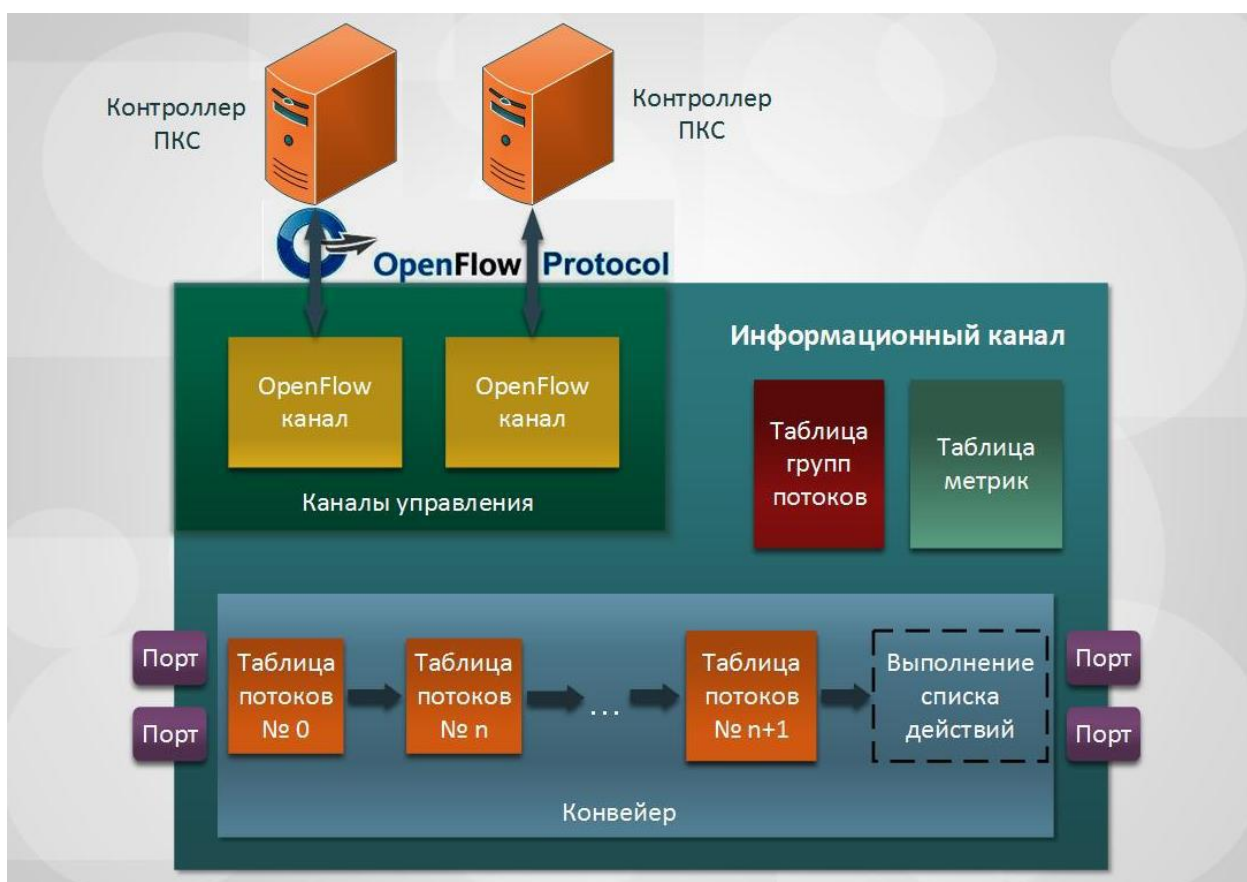 Контроллер
ПКС
Контроллер
ПКС
OpenFlow Protocol
OpenFlow
канал
OpenFlow
канал
Каналы управления
Информационный канал
Таблица
групп
потоков
Таблица
метрик
Порт
Порт
Таблица
потоков
№ 0
Таблица
потоков
№ n
...
Таблица
потоков
№ n+1
Выполнение
списка
действий
Порт
Порт
Конвейер